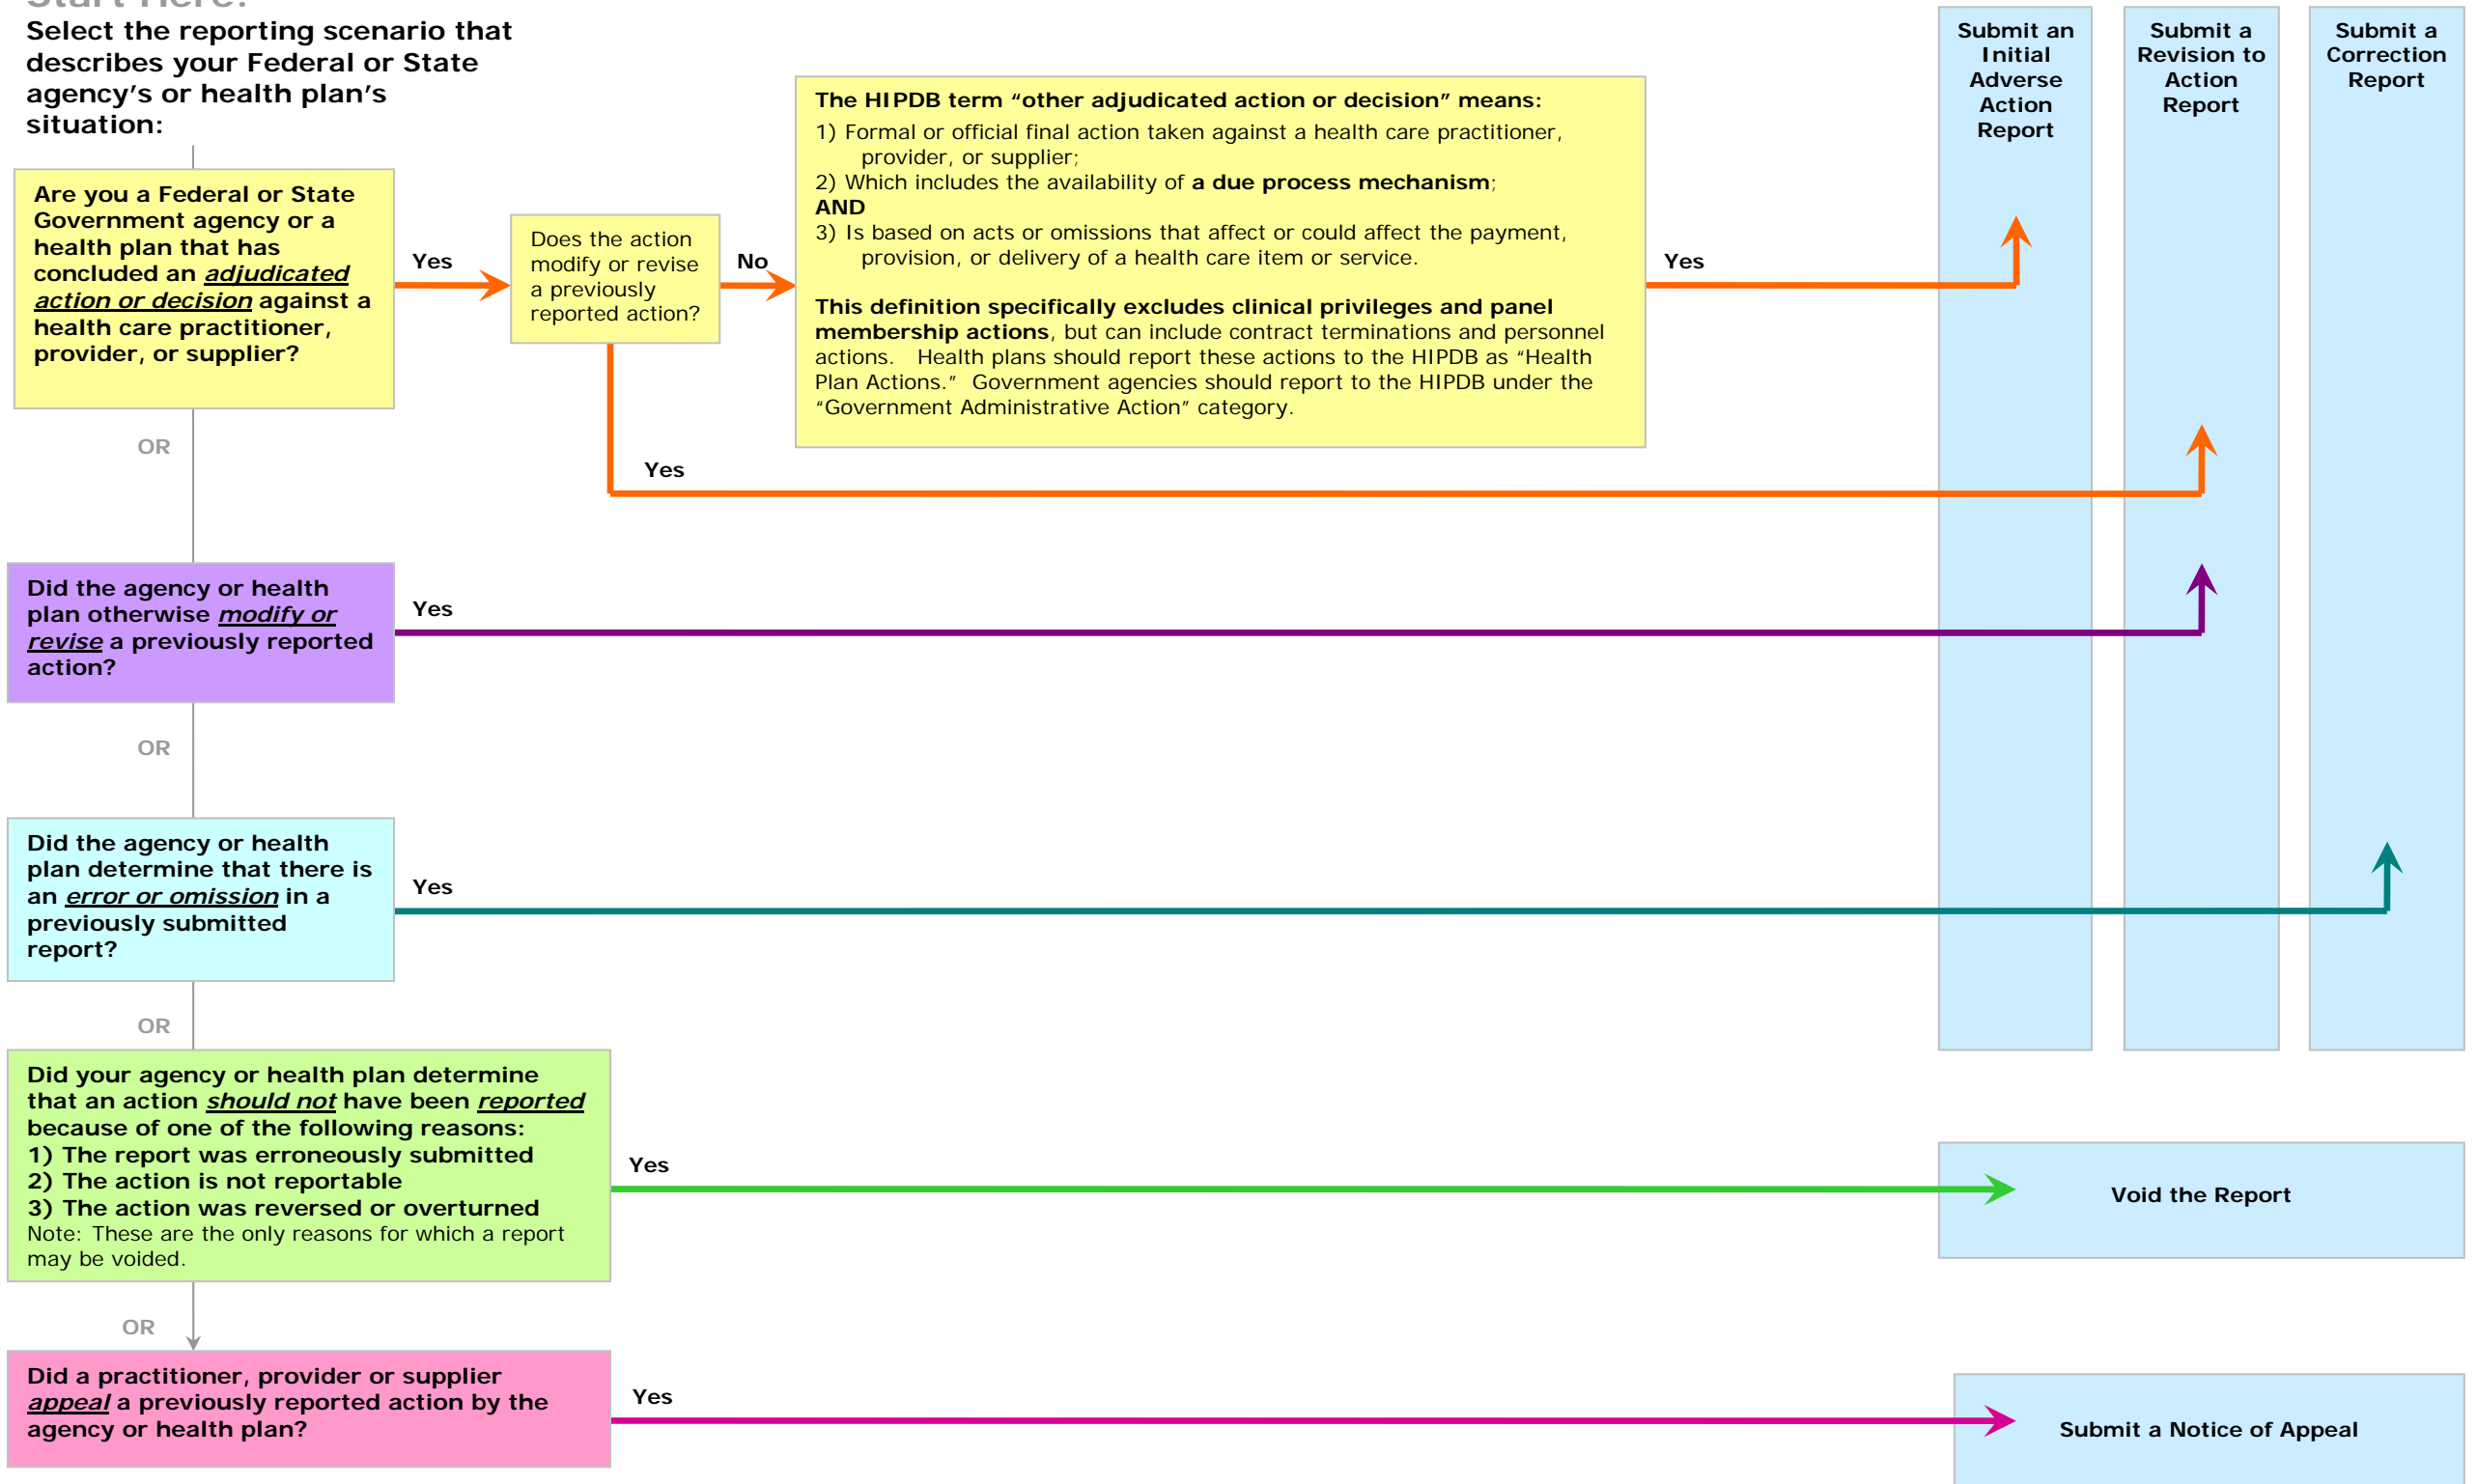 Start Here:
Select the reporting scenario that
describes your Federal or State
agency’s or health plan’s
situation:
Submit an
Initial
Adverse
Action
Report
Submit a
Revision to
Action
Report
Submit a
Correction
Report
Are you a Federal or State
Government agency or a
health plan that has
concluded an adjudicated
action or decision against a
health care practitioner,
provider, or supplier?
Yes
Does the action
modify or revise
a previously
reported action?
No
The HIPDB term “other adjudicated action or decision” means:
1) Formal or official final action taken against a health care practitioner,
provider, or supplier;
2) Which includes the availability of a due process mechanism;
AND
3) Is based on acts or omissions that affect or could affect the payment,
provision, or delivery of a health care item or service.
This definition specifically excludes clinical privileges and panel
membership actions, but can include contract terminations and personnel
actions. Health plans should report these actions to the HIPDB as “Health
Plan Actions.” Government agencies should report to the HIPDB under the
“Government Administrative Action” category.
Yes
Yes
OR
Did the agency or health
plan otherwise modify or
revise a previously reported
action?
Yes
OR
Did the agency or health
plan determine that there is
an error or omission in a
previously submitted
report?
Yes
OR
Did your agency or health plan determine
that an action should not have been reported
because of one of the following reasons:
1) The report was erroneously submitted
2) The action is not reportable
3) The action was reversed or overturned
Note: These are the only reasons for which a report
may be voided.
Yes
Void the Report
OR
Did a practitioner, provider or supplier
appeal a previously reported action by the
agency or health plan?
Yes
Submit a Notice of Appeal